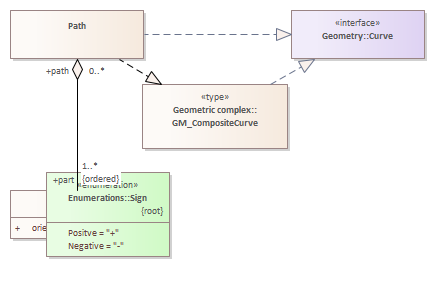 Path
«interface»
Geometry::Curve
+path
0..*
«type»
Geometric complex::
GM_CompositeCurve
1..*
+part
{ordered}
«enumeration»
Enumerations::Sign
{root}
+
Positve = "+"
Negative = "-"